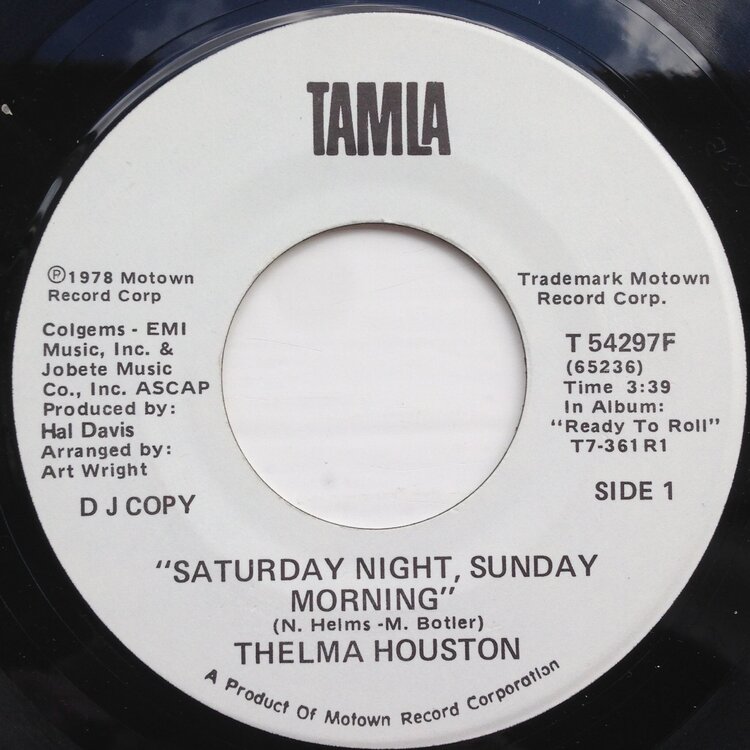 TAMLA
℗1978 Motown
Record Corp
Colgems - EMI
Music, Inc. &
Jobete Music
Co., Inc. ASCAP
Produced by:
Hal Davis
Arranged by:
Art Wright
D J COPY
Trademark Motown
Record Corp.
T 54297F
(65236)
Time 3:39
In Album:
"Ready To Roll"
T7-361 R1
SIDE 1
"SATURDAY NIGHT, SUNDAY
MORNING"
(N. Helms -M. Botler)
THELMA HOUSTON
A Product Of Motown Record Corporation